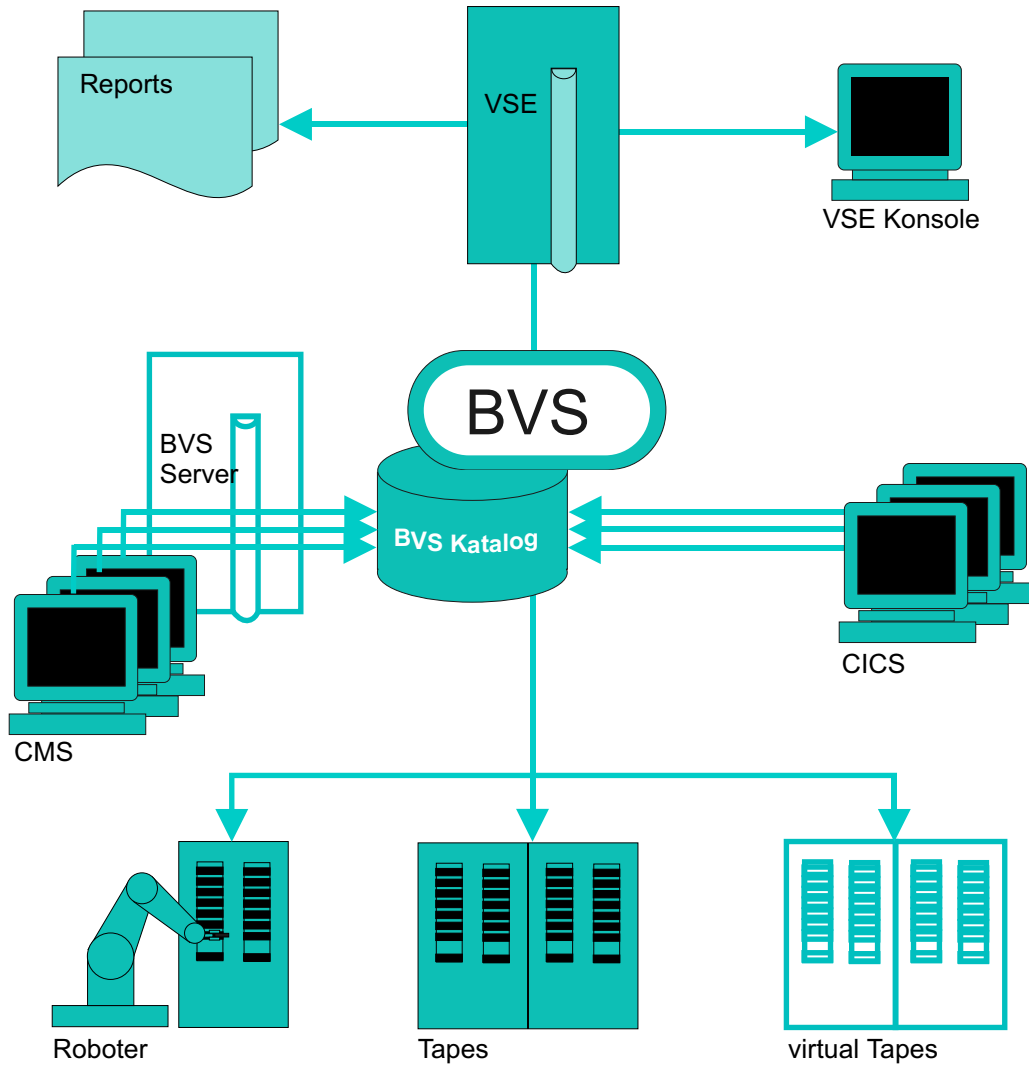 Reports
VSE
VSE Konsole
BVS
BVS
Server
BVS Katalog
CICS
CMS
Roboter
Tapes
virtual Tapes